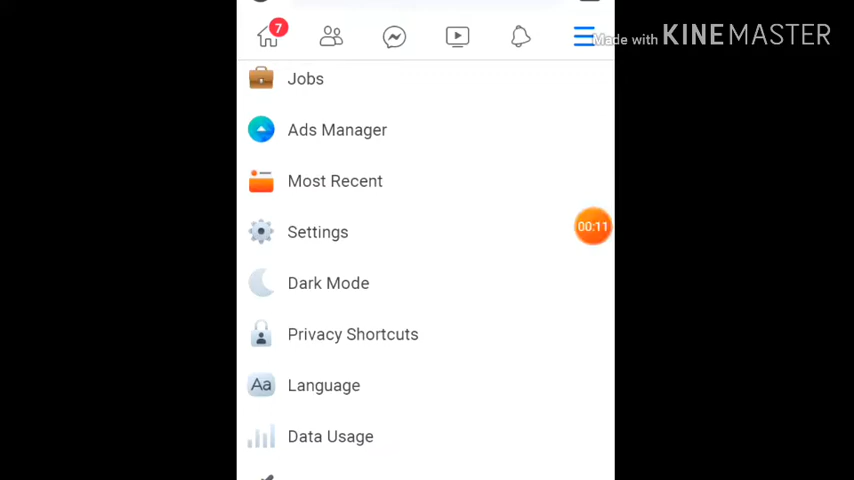 7
Made with KINEMASTER
Jobs
Ads Manager
Most Recent
Settings
00:11
Dark Mode
Privacy Shortcuts
Aa Language
Data Usage